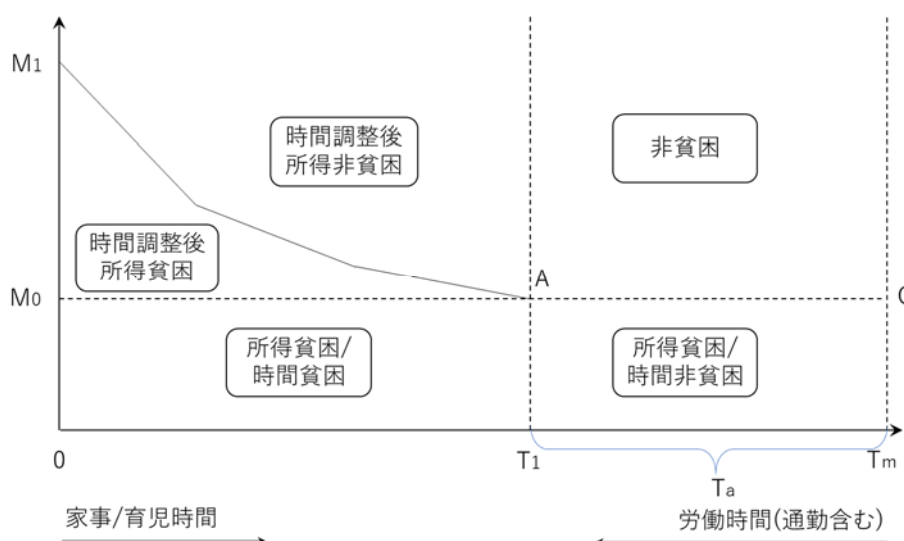 M1
時間調整後
所得非貧困
非貧困
時間調整後
所得貧困
M0
A
所得貧困/
時間貧困
所得貧困/
時間非貧困
0
T1
Tm
Ta
家事/育児時間
労働時間(通勤含む)